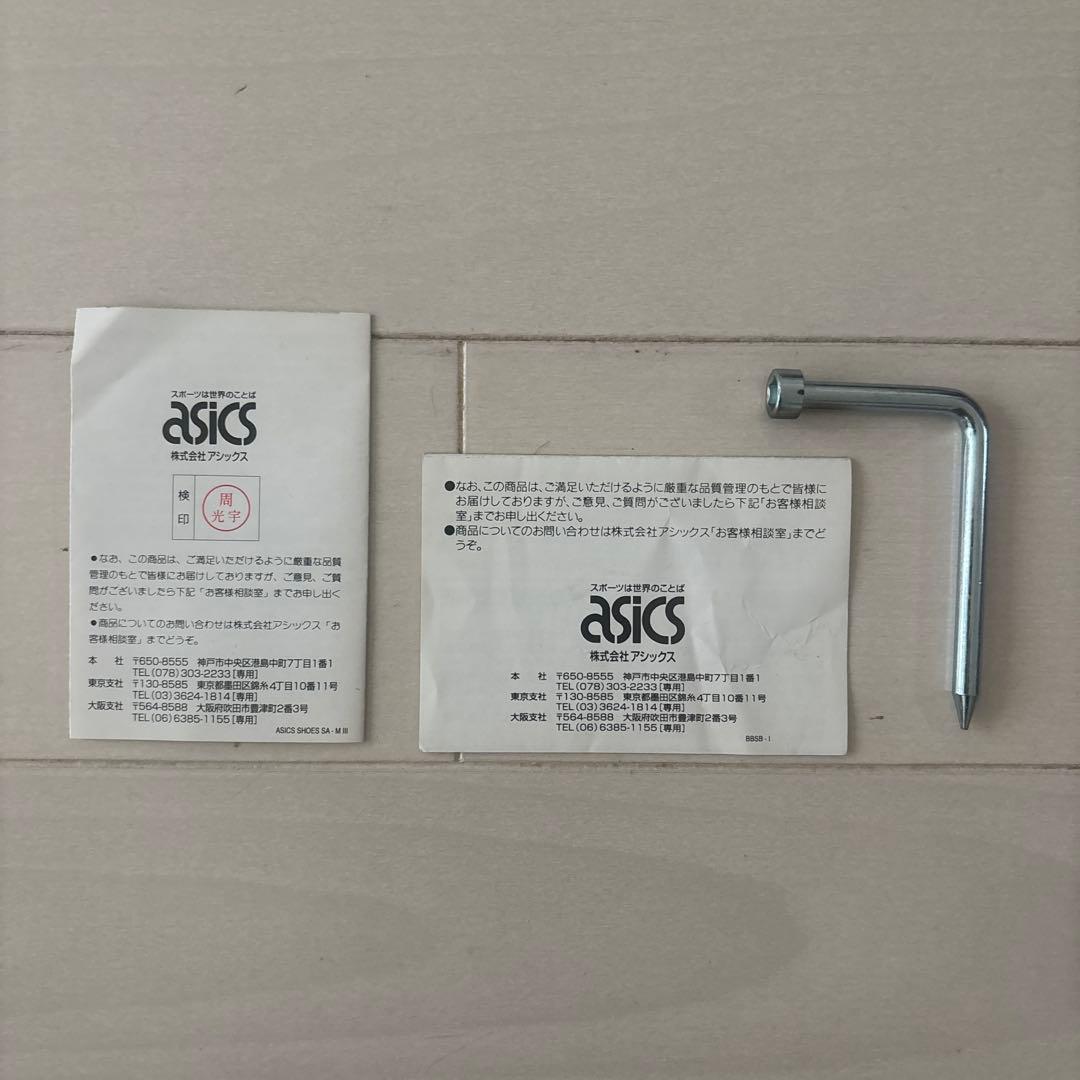 スポーツは世界のことば
asics
株式会社アシックス
検印
周
光宇
●なお、この商品は、ご満足いただけるように厳重な品質
管理のもとで皆様にお届けしておりますが、ご意見、ご質
問がございましたら下記「お客様相談室」までお申し出く
ださい。
●商品についてのお問い合わせは株式会社アシックス「お
客様相談室」までどうぞ。
本　社　〒650-8555　神戸市中央区港島中町7丁目1番1
TEL(078)303-2233[専用]
東京支社　〒130-8585　東京都墨田区錦糸4丁目10番11号
TEL(03)3624-1814[専用]
大阪支社　〒564-8588　大阪府吹田市豊津町2番3号
TEL(06)6385-1155[専用]
ASICS SHOES SA-MIII
●なお、この商品は、ご満足いただけるように厳重な品質管理のもとで皆様に
お届けしておりますが、ご意見、ご質問がございましたら下記「お客様相談
室」までお申し出ください。
●商品についてのお問い合わせは株式会社アシックス「お客様相談室」までど
うぞ。
スポーツは世界のことば
asics
株式会社アシックス
本　社　〒650-8555　神戸市中央区港島中町7丁目1番1
TEL(078)303-2233[専用]
東京支社　〒130-8585　東京都墨田区錦糸4丁目10番11号
TEL(03)3624-1814[専用]
大阪支社　〒564-8588　大阪府吹田市豊津町2番3号
TEL(06)6385-1155[専用]
BBSB-1